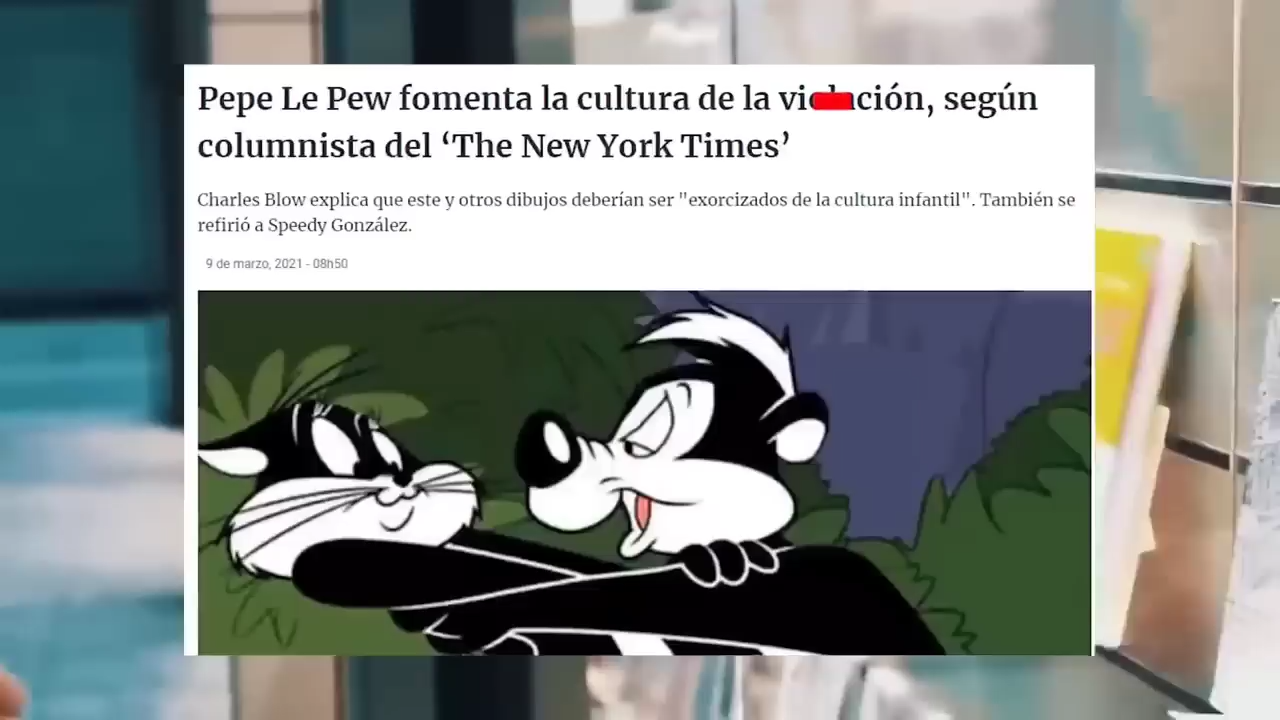 Pepe Le Pew fomenta la cultura de la violación, según
columnista del ‘The New York Times’
Charles Blow explica que este y otros dibujos deberían ser "exorcizados de la cultura infantil". También se
refirió a Speedy González.
9 de marzo, 2021 - 08h50